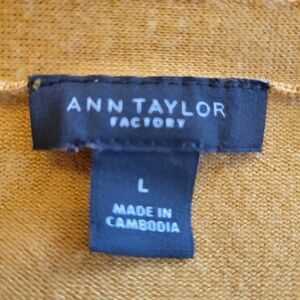 ANN TAYLOR
FACTORY
L
MADE IN
CAMBODIA